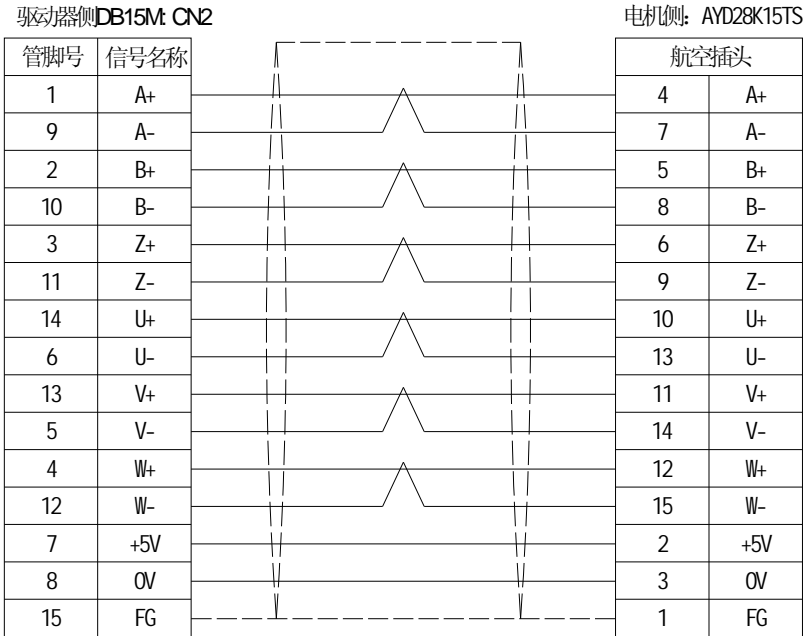 驱动器侧DB15M: CN2 电机侧: AYD28K15TS
管脚号 信号名称 航空插头
1 A+ 4 A+
9 A- 7 A-
2 B+ 5 B+
10 B- 8 B-
3 Z+ 6 Z+
11 Z- 9 Z-
14 U+ 10 U+
6 U- 13 U-
13 V+ 11 V+
5 V- 14 V-
4 W+ 12 W+
12 W- 15 W-
7 +5V 2 +5V
8 0V 3 0V
15 FG 1 FG